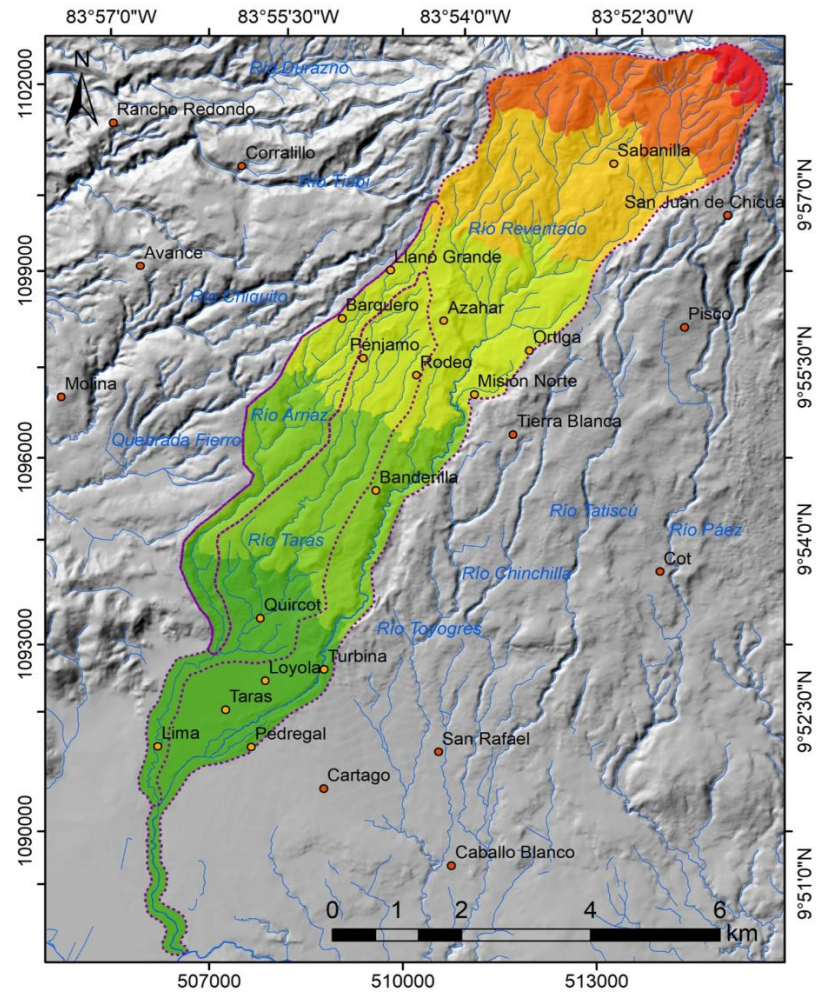 83°57'0"W 83°55'30"W 83°54'0"W 83°52'30"W
N
Río Durazno
1102000
Rancho Redondo
Corralillo
Sabanilla
Río Tiribí
9°57'0"N
San Juan de Chicuá
Río Reventado
Avance
Llano Grande
1099000
Río Chiquito
Barquero
Azahar
Pisco
Pénjamo
Ortiga
9°55'30"N
Rodeo
Molina
Misión Norte
Río Arriaz
Tierra Blanca
Quebrada Fierro
1096000
Banderilla
Río Tatiscú
Río Páez
Río Taras
9°54'0"N
Cot
Río Chinchilla
Quircot
Río Toyogres
1093000
Turbina
Loyola
Taras
9°52'30"N
Lima
Pedregal
San Rafael
Cartago
1090000
Caballo Blanco
9°51'0"N
0 1 2 4 6
km
507000 510000 513000